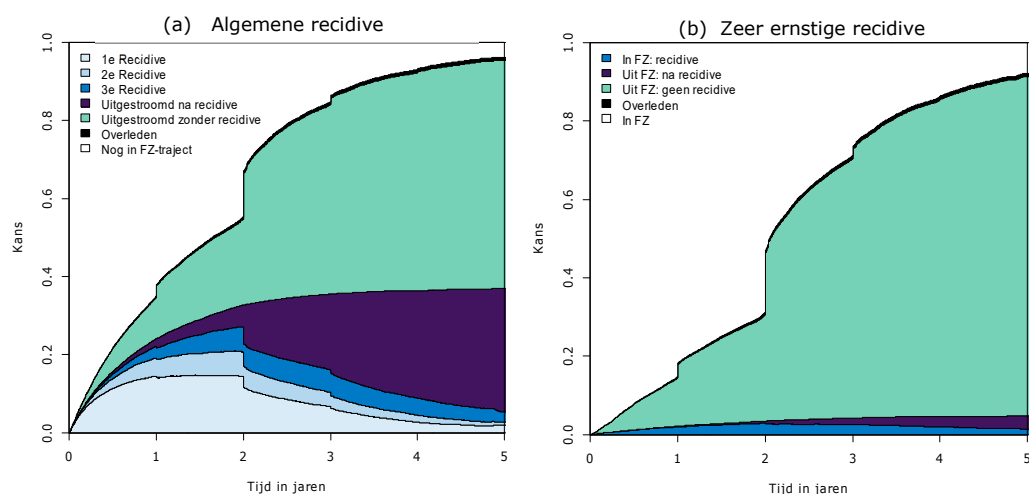 (a) Algemene recidive
1.0
0.8
0.6
0.4
0.2
0.0
Kans
1e Recidive
2e Recidive
3e Recidive
Uitgestroomd na recidive
Uitgestroomd zonder recidive
Overleden
Nog in FZ-traject
0 1 2 3 4 5
Tijd in jaren
(b) Zeer ernstige recidive
1.0
0.8
0.6
0.4
0.2
0.0
Kans
In FZ: recidive
Uit FZ: na recidive
Uit FZ: geen recidive
Overleden
In FZ
0 1 2 3 4 5
Tijd in jaren